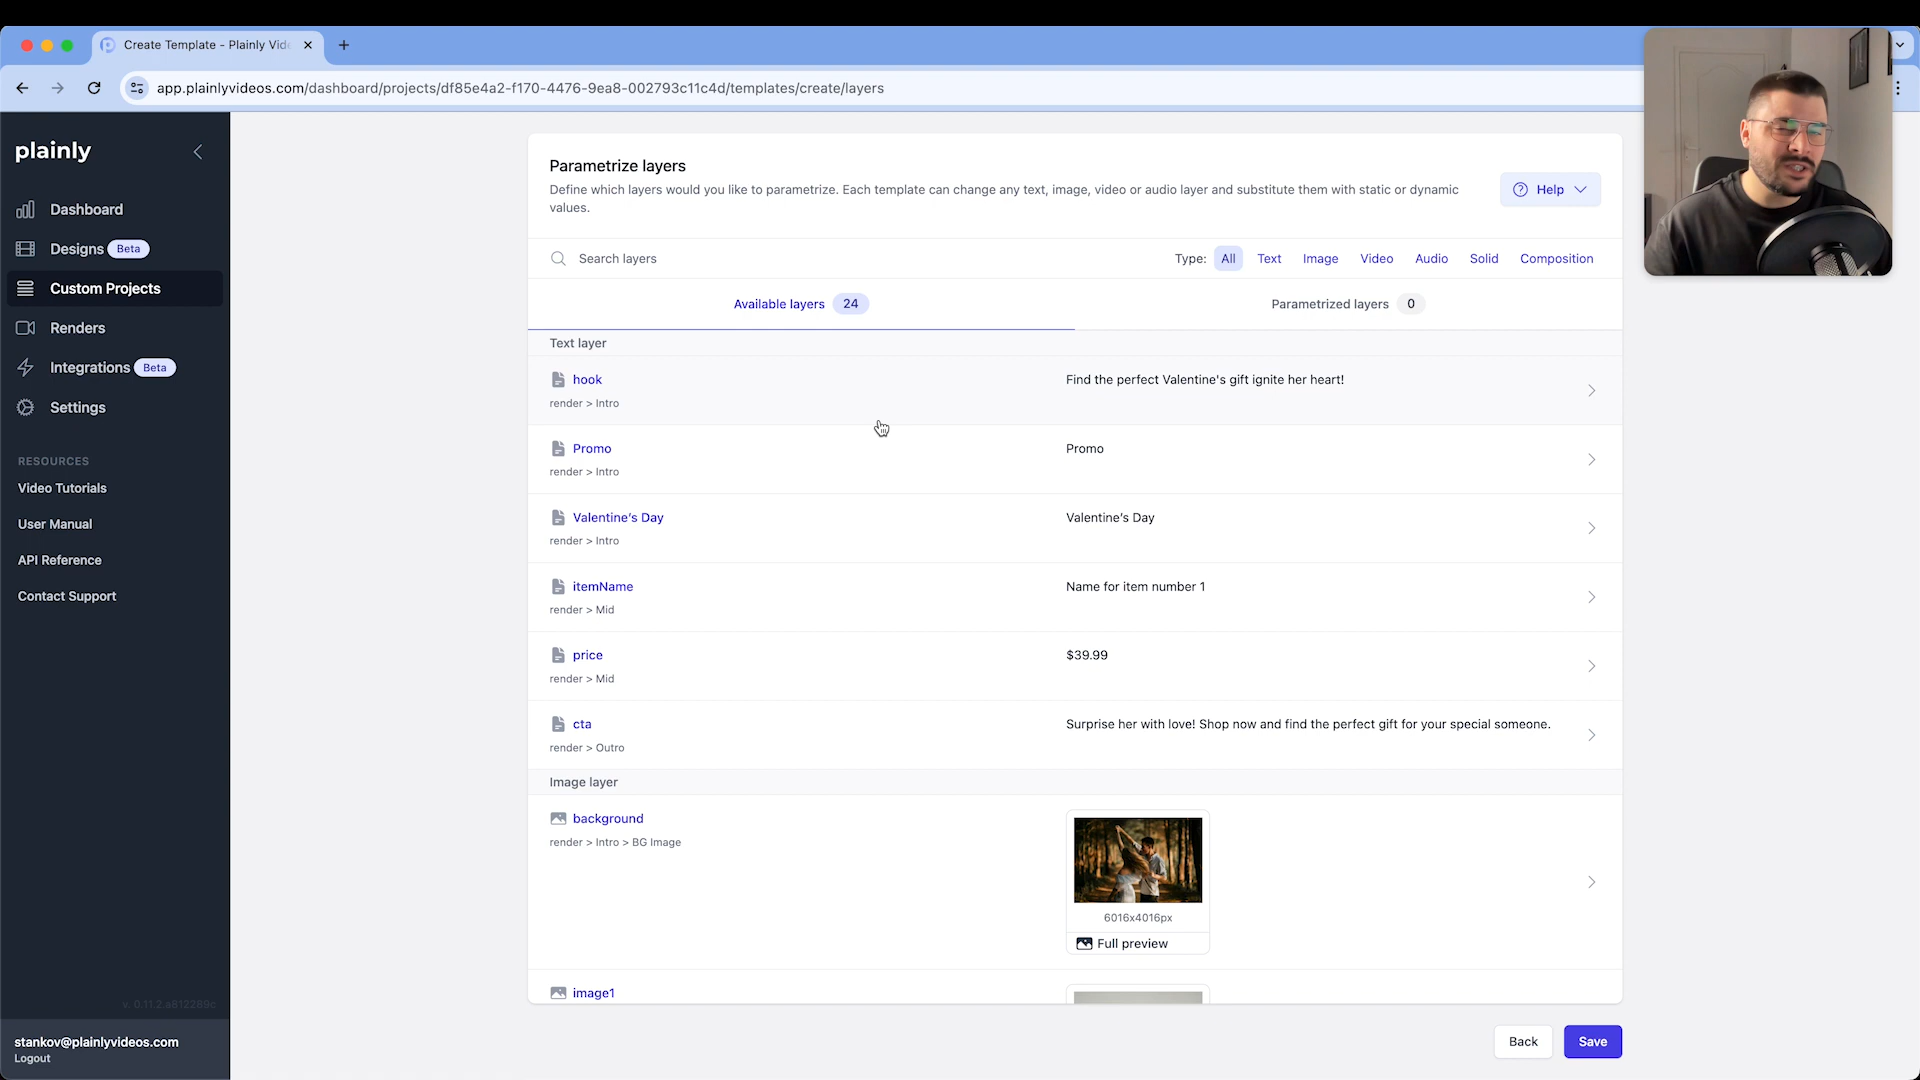 Create Template - Plainly Vid
app.plainlyvideos.com/dashboard/projects/df85e4a2-f170-4476-9ea8-002793c11c4d/templates/create/layers
plainly
Dashboard
Designs Beta
Custom Projects
Renders
Integrations Beta
Settings
RESOURCES
Video Tutorials
User Manual
API Reference
Contact Support
v. 0.11.2.a812289c
stankov@plainlyvideos.com
Logout
Parametrize layers
Define which layers would you like to parametrize. Each template can change any text, image, video or audio layer and substitute them with static or dynamic
values.
Help
Search layers
Type: All Text Image Video Audio Solid Composition
Available layers 24
Parametrized layers 0
Text layer
hook
Find the perfect Valentine's gift ignite her heart!
render > Intro
Promo
Promo
render > Intro
Valentine's Day
Valentine's Day
render > Intro
itemName
Name for item number 1
render > Mid
price
$39.99
render > Mid
cta
Surprise her with love! Shop now and find the perfect gift for your special someone.
render > Outro
Image layer
background
render > Intro > BG Image
6016x4016px
Full preview
image1
Back
Save